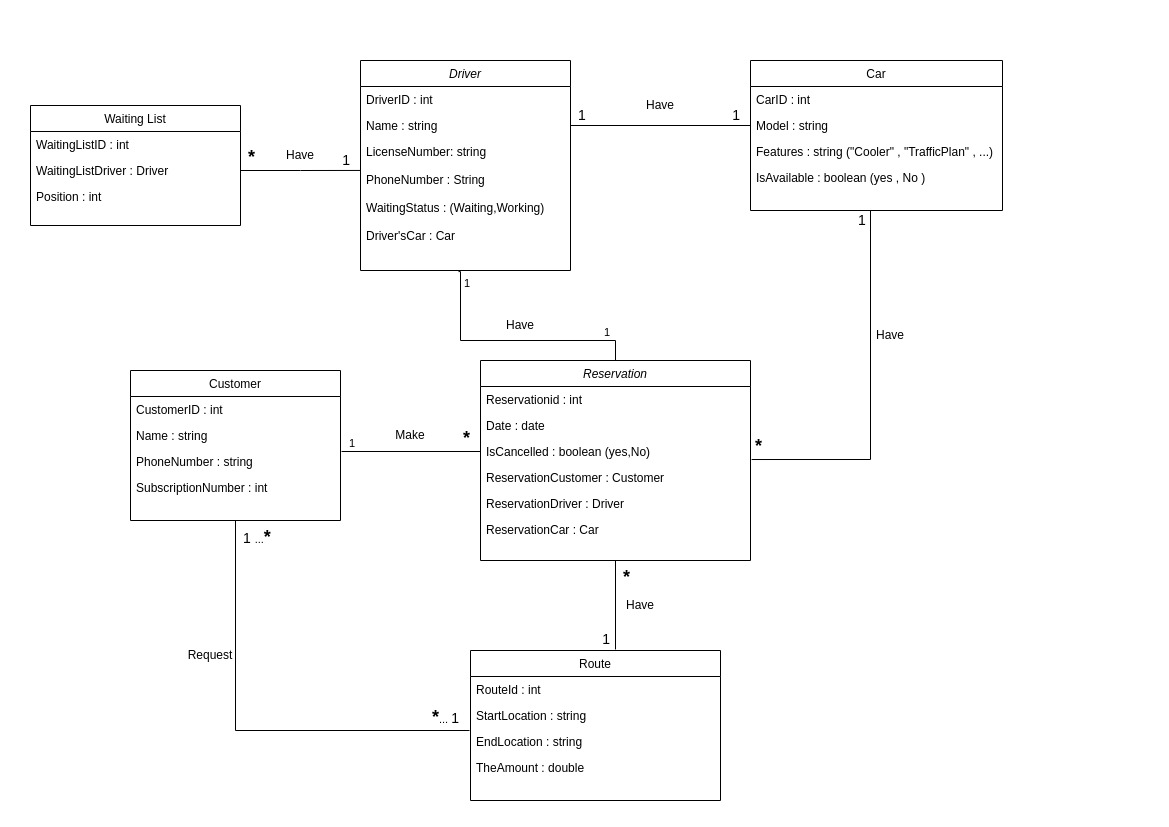 Waiting List
WaitingListID : int
WaitingListDriver : Driver
Position : int
*
Have
1
Driver
DriverID : int
Name : string
LicenseNumber: string
PhoneNumber : String
WaitingStatus : (Waiting,Working)
Driver'sCar : Car
1
Have
1
Car
CarID : int
Model : string
Features : string ("Cooler" , "TrafficPlan" , ...)
IsAvailable : boolean (yes , No )
1
Have
*
1
Have
1
Customer
CustomerID : int
Name : string
PhoneNumber : string
SubscriptionNumber : int
1
Make
*
Reservation
Reservationid : int
Date : date
IsCancelled : boolean (yes,No)
ReservationCustomer : Customer
ReservationDriver : Driver
ReservationCar : Car
1 ...*
Request
*... 1
*
Have
1
Route
RouteId : int
StartLocation : string
EndLocation : string
TheAmount : double